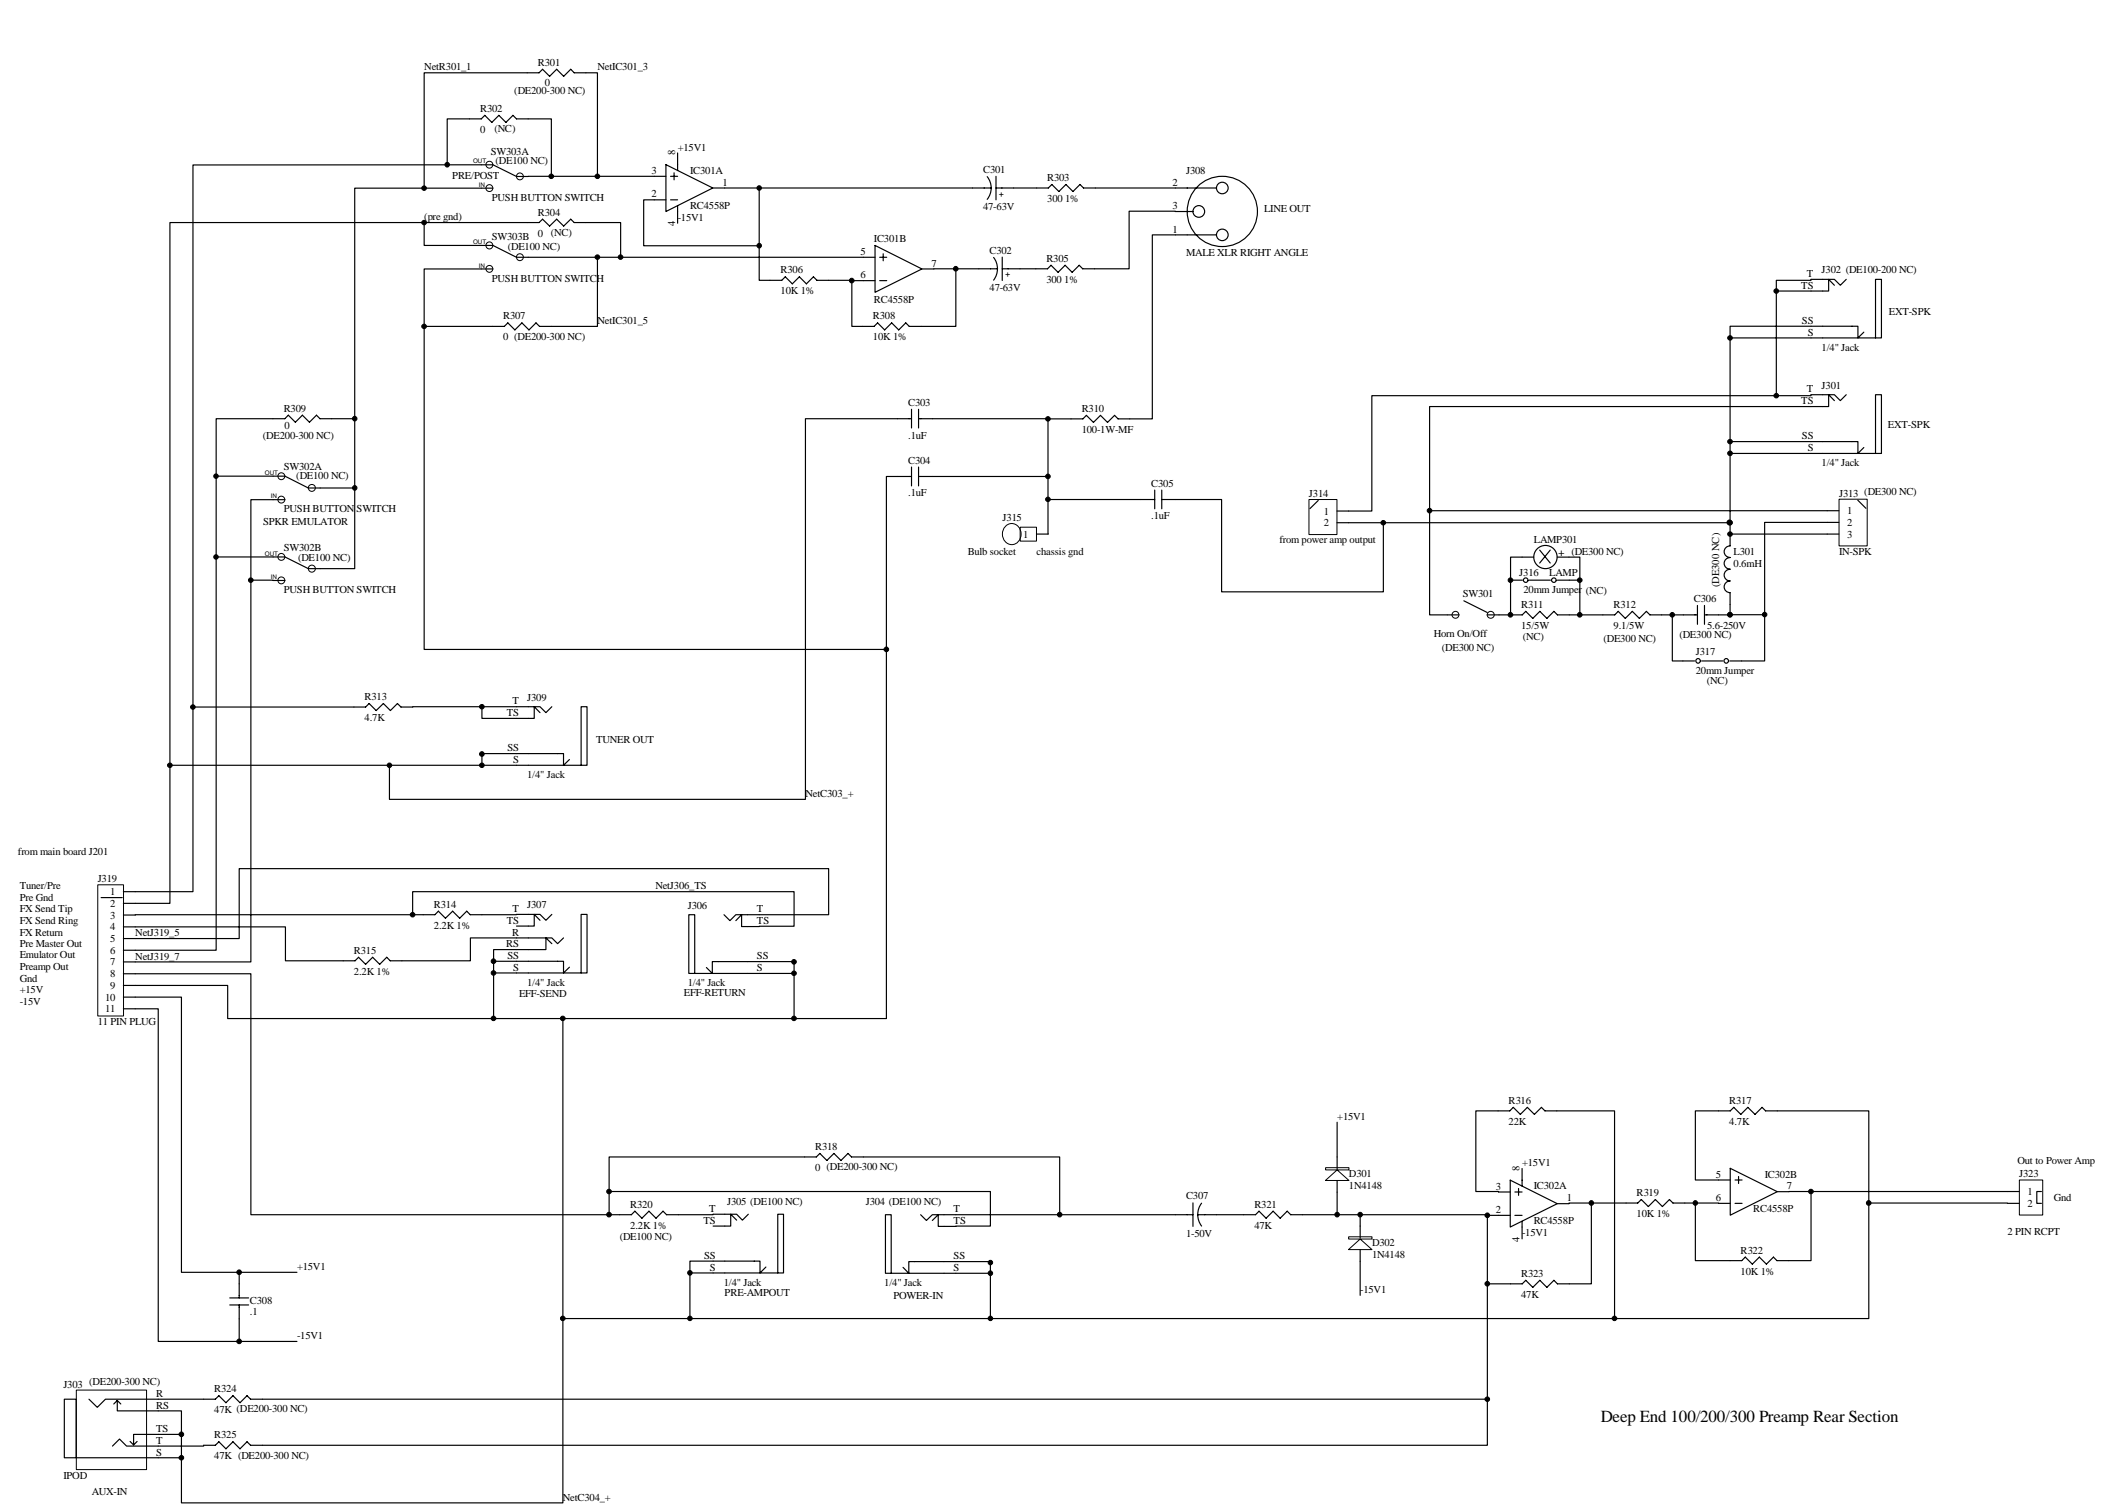 NetR301_1
R301
NetIC301_3
0
(DE200-300 NC)
R302
0 (NC)
SW303A
OUT
(DE100 NC)
PRE/POST
IN
PUSH BUTTON SWITCH
+15V1
8
3
IC301A
1
2
RC4558P
4
-15V1
(pre gnd)
R304
0 (NC)
SW303B
OUT
(DE100 NC)
IN
PUSH BUTTON SWITCH
R307
0 (DE200-300 NC)
NetIC301_5
IC301B
5
7
6
RC4558P
R306
10K 1%
R308
10K 1%
C301
47-63V
R303
300 1%
C302
47-63V
R305
300 1%
J308
2
3
1
LINE OUT
MALE XLR RIGHT ANGLE
J302 (DE100-200 NC)
T
TS
SS
S
EXT-SPK
1/4" Jack
J301
T
TS
SS
S
EXT-SPK
1/4" Jack
R309
0
(DE200-300 NC)
SW302A
OUT
(DE100 NC)
IN
PUSH BUTTON SWITCH
SPKR EMULATOR
SW302B
OUT
(DE100 NC)
IN
PUSH BUTTON SWITCH
C303
.1uF
R310
100-1W-MF
C304
.1uF
C305
.1uF
J315
1
Bulb socket
chassis gnd
J314
1
2
from power amp output
J313 (DE300 NC)
1
2
3
IN-SPK
LAMP301
+ (DE300 NC)
J316 LAMP
20mm Jumper (NC)
(DE300 NC)
L301
0.6mH
SW301
Horn On/Off
(DE300 NC)
R311
15/5W
(NC)
R312
9.1/5W
(DE300 NC)
C306
5.6-250V
(DE300 NC)
J317
20mm Jumper
(NC)
R313
4.7K
T J309
TS
SS
S
TUNER OUT
1/4" Jack
NetC303_+
from main board J201
J319
Tuner/Pre 1
Pre Gnd 2
FX Send Tip 3
FX Send Ring 4
FX Return 5
Pre Master Out 6
Emulator Out 7
Preamp Out 8
Gnd 9
+15V 10
-15V 11
NetJ319_5
NetJ319_7
11 PIN PLUG
NetJ306_TS
R314
2.2K 1%
R315
2.2K 1%
T J307
TS
R
RS
SS
S
1/4" Jack
EFF-SEND
J306 T
TS
SS
S
1/4" Jack
EFF-RETURN
+15V1
C308
.1
-15V1
R318
0 (DE200-300 NC)
R320
2.2K 1%
(DE100 NC)
J305 (DE100 NC)
T
TS
SS
S
1/4" Jack
PRE-AMPOUT
J304 (DE100 NC)
T
TS
SS
S
1/4" Jack
POWER-IN
C307
1-50V
R321
47K
+15V1
D301
1N4148
D302
1N4148
-15V1
R316
22K
+15V1
8
3
IC302A
1
2
RC4558P
4
-15V1
R323
47K
R319
10K 1%
R317
4.7K
5
IC302B
7
6
RC4558P
R322
10K 1%
Out to Power Amp
J323
1
2
Gnd
2 PIN RCPT
J303 (DE200-300 NC)
R
RS
TS
T
S
IPOD
AUX-IN
R324
47K (DE200-300 NC)
R325
47K (DE200-300 NC)
NetC304_+
Deep End 100/200/300 Preamp Rear Section